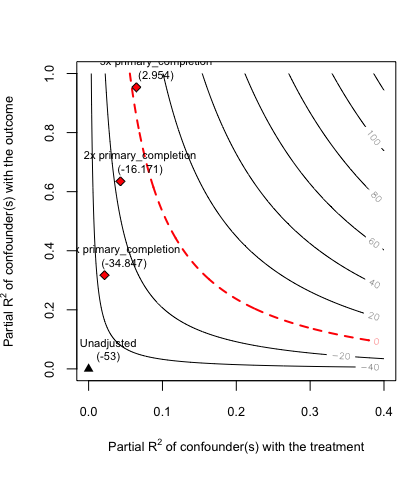 3x primary_completion
(2.954)
2x primary_completion
(-16.171)
x primary_completion
(-34.847)
Unadjusted
(-53)
100
80
60
40
20
0
-20
-40
0.0
0.2
0.4
0.6
0.8
1.0
0.0 0.1 0.2 0.3 0.4
Partial R² of confounder(s) with the treatment
Partial R² of confounder(s) with the outcome